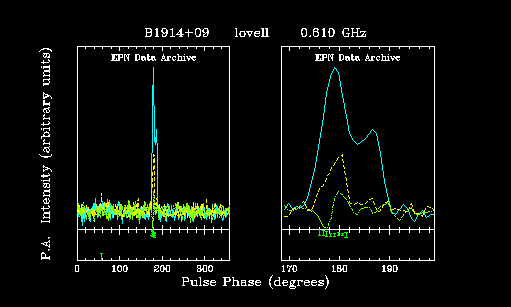 B1914+09 lovell 0.610 GHz
EPN Data Archive EPN Data Archive
P.A. Intensity (arbitrary units)
0 100 200 300 170 180 190
Pulse Phase (degrees)